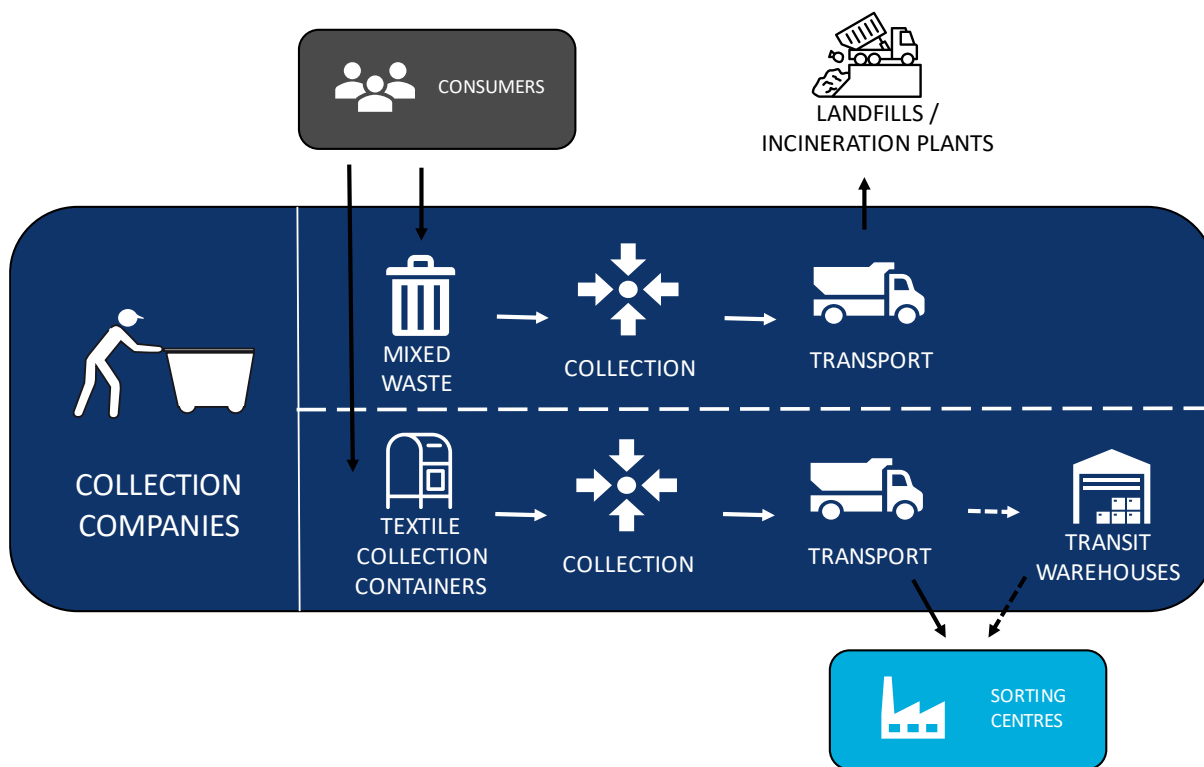 CONSUMERS
LANDFILLS /
INCINERATION PLANTS
MIXED
WASTE
COLLECTION
TRANSPORT
COLLECTION
COMPANIES
TEXTILE
COLLECTION
CONTAINERS
COLLECTION
TRANSPORT
TRANSIT
WAREHOUSES
SORTING
CENTRES